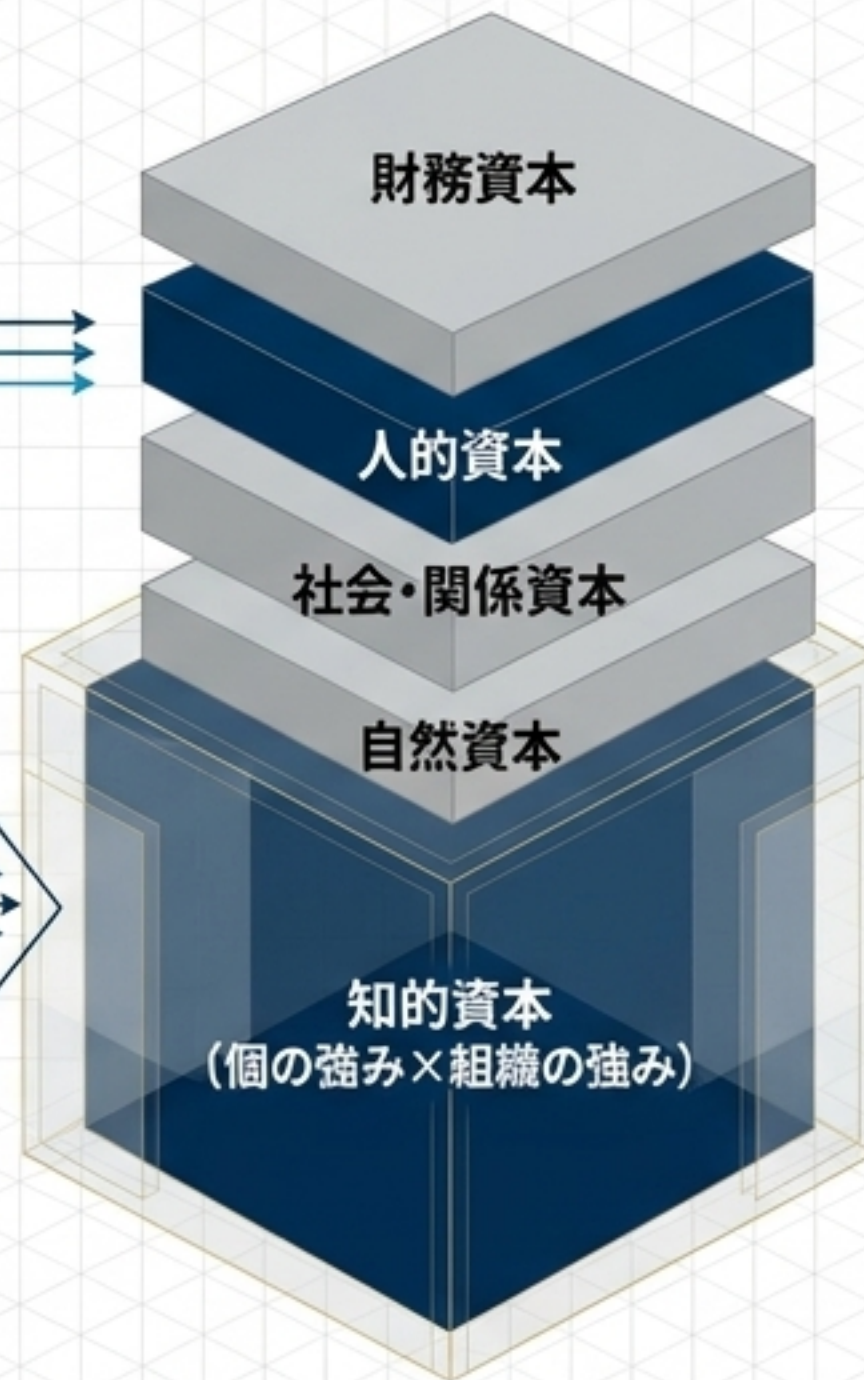 財務資本
人的資本
社会・関係資本
自然資本
知的資本
（個の強み×組織の強み）